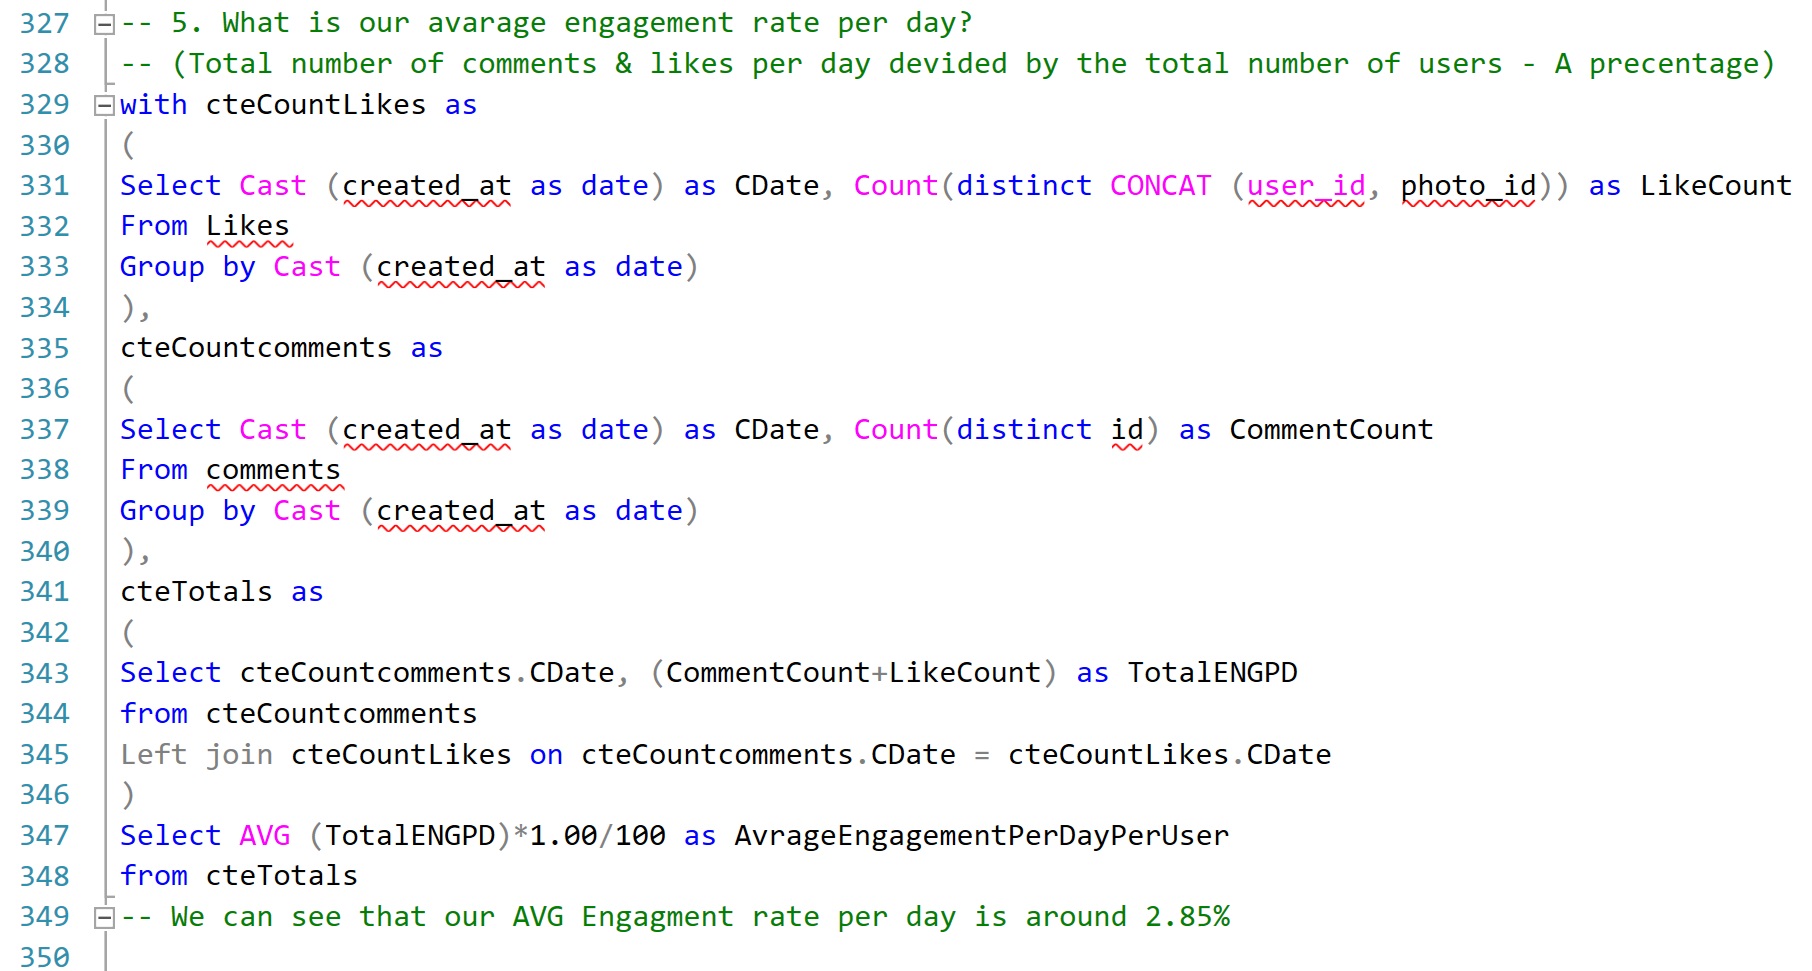 327 -- 5. What is our avarage engagement rate per day?
328 -- (Total number of comments & likes per day devided by the total number of users - A precentage)
329 with cteCountLikes as
330 (
331 Select Cast (created_at as date) as CDate, Count(distinct CONCAT (user_id, photo_id)) as LikeCount
332 From Likes
333 Group by Cast (created_at as date)
334 ),
335 cteCountcomments as
336 (
337 Select Cast (created_at as date) as CDate, Count(distinct id) as CommentCount
338 From comments
339 Group by Cast (created_at as date)
340 ),
341 cteTotals as
342 (
343 Select cteCountcomments.CDate, (CommentCount+LikeCount) as TotalENGPD
344 from cteCountcomments
345 Left join cteCountLikes on cteCountcomments.CDate = cteCountLikes.CDate
346 )
347 Select AVG (TotalENGPD)*1.00/100 as AvrageEngagementPerDayPerUser
348 from cteTotals
349 -- We can see that our AVG Engagment rate per day is around 2.85%
350